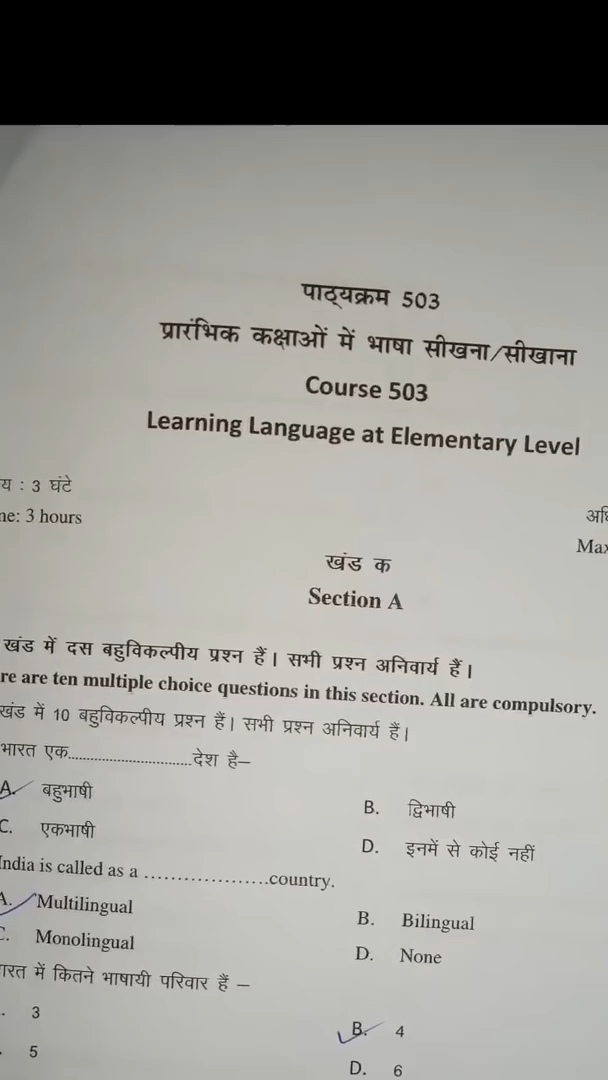 पाठ्यक्रम 503
प्रारंभिक कक्षाओं में भाषा सीखना/सीखाना
Course 503
Learning Language at Elementary Level
य : 3 घंटे
ne: 3 hours
अधि
Max
खंड क
Section A
खंड में दस बहुविकल्पीय प्रश्न हैं। सभी प्रश्न अनिवार्य हैं।
re are ten multiple choice questions in this section. All are compulsory.
खंड में 10 बहुविकल्पीय प्रश्न हैं। सभी प्रश्न अनिवार्य हैं।
भारत एक..............................देश है–
A. बहुभाषी B. द्विभाषी
C. एकभाषी D. इनमें से कोई नहीं
India is called as a ...................country.
A. Multilingual B. Bilingual
C. Monolingual D. None
ारत में कितने भाषायी परिवार हैं –
. 3 B. 4
. 5 D. 6